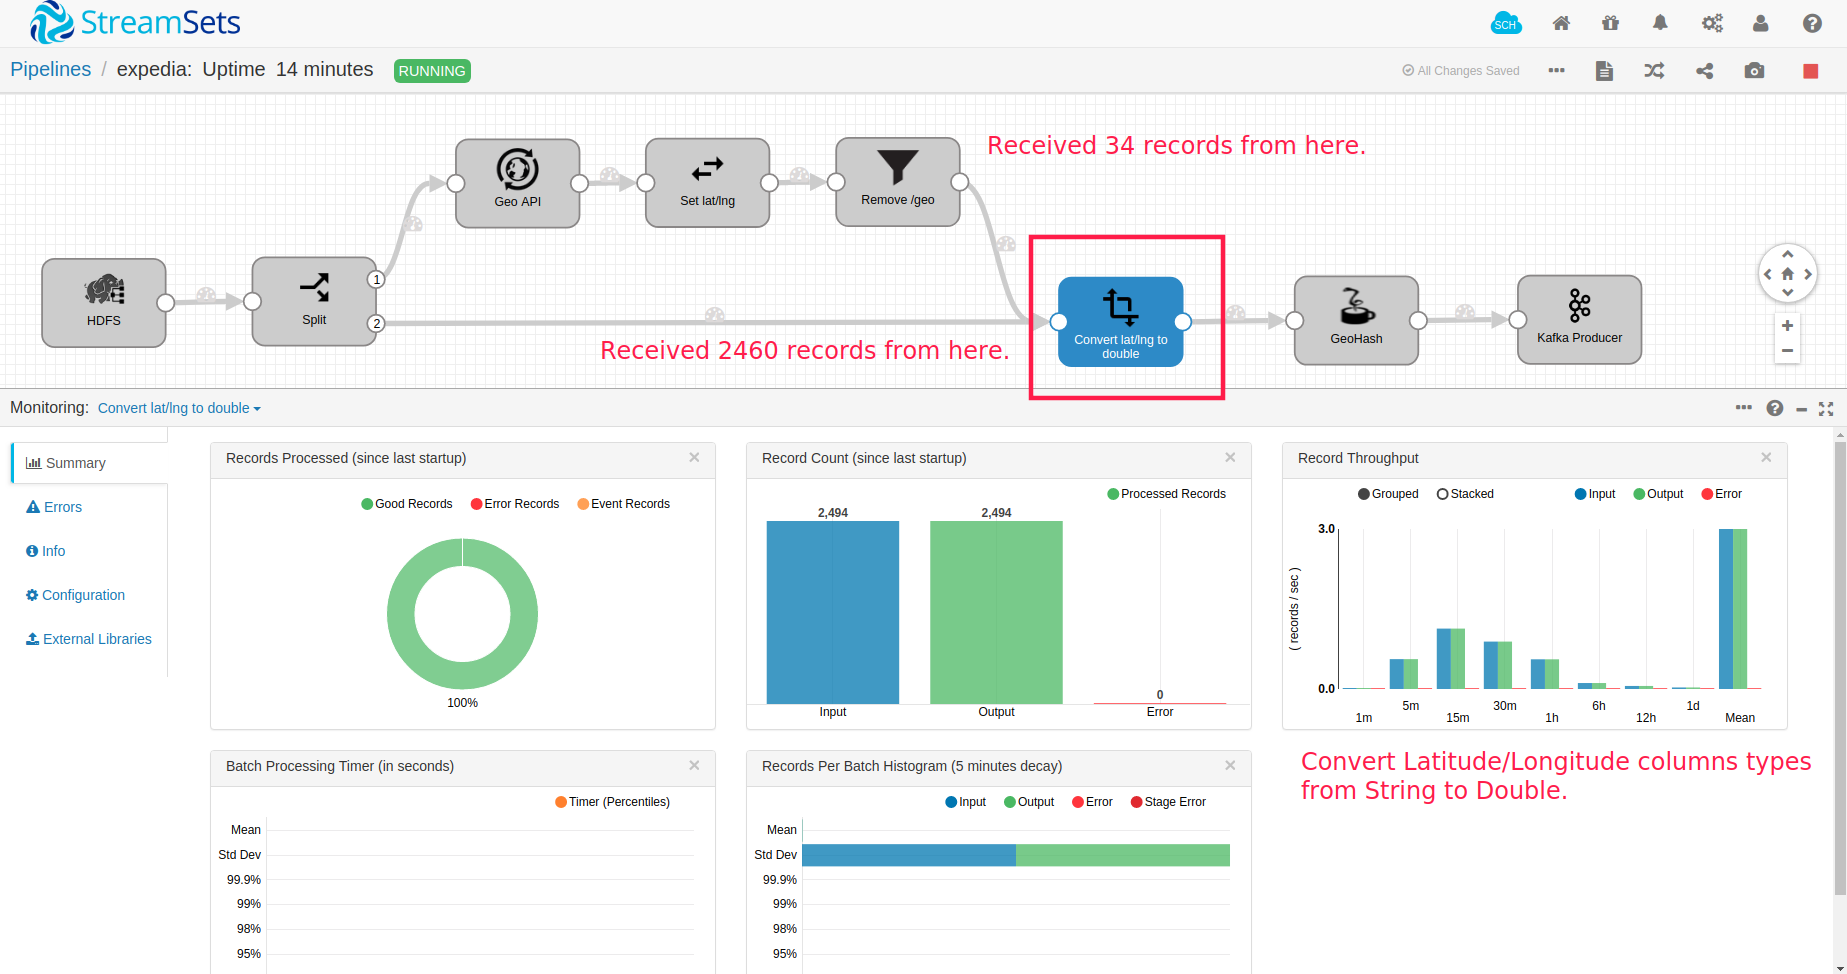 StreamSets
SCH
Pipelines / expedia: Uptime 14 minutes RUNNING
All Changes Saved
Received 34 records from here.
Geo API
Set lat/lng
Remove /geo
HDFS
Split
1
2
Received 2460 records from here.
Convert lat/lng to
double
GeoHash
Kafka Producer
Monitoring: Convert lat/lng to double
Summary
Errors
Info
Configuration
External Libraries
Records Processed (since last startup)
Good Records Error Records Event Records
100%
Record Count (since last startup)
Processed Records
2,494 2,494 0
Input Output Error
Record Throughput
Grouped Stacked Input Output Error
3.0
( records / sec )
0.0
1m 5m 15m 30m 1h 6h 12h 1d Mean
Convert Latitude/Longitude columns types
from String to Double.
Batch Processing Timer (in seconds)
Timer (Percentiles)
Mean
Std Dev
99.9%
99%
98%
95%
Records Per Batch Histogram (5 minutes decay)
Input Output Error Stage Error
Mean
Std Dev
99.9%
99%
98%
95%